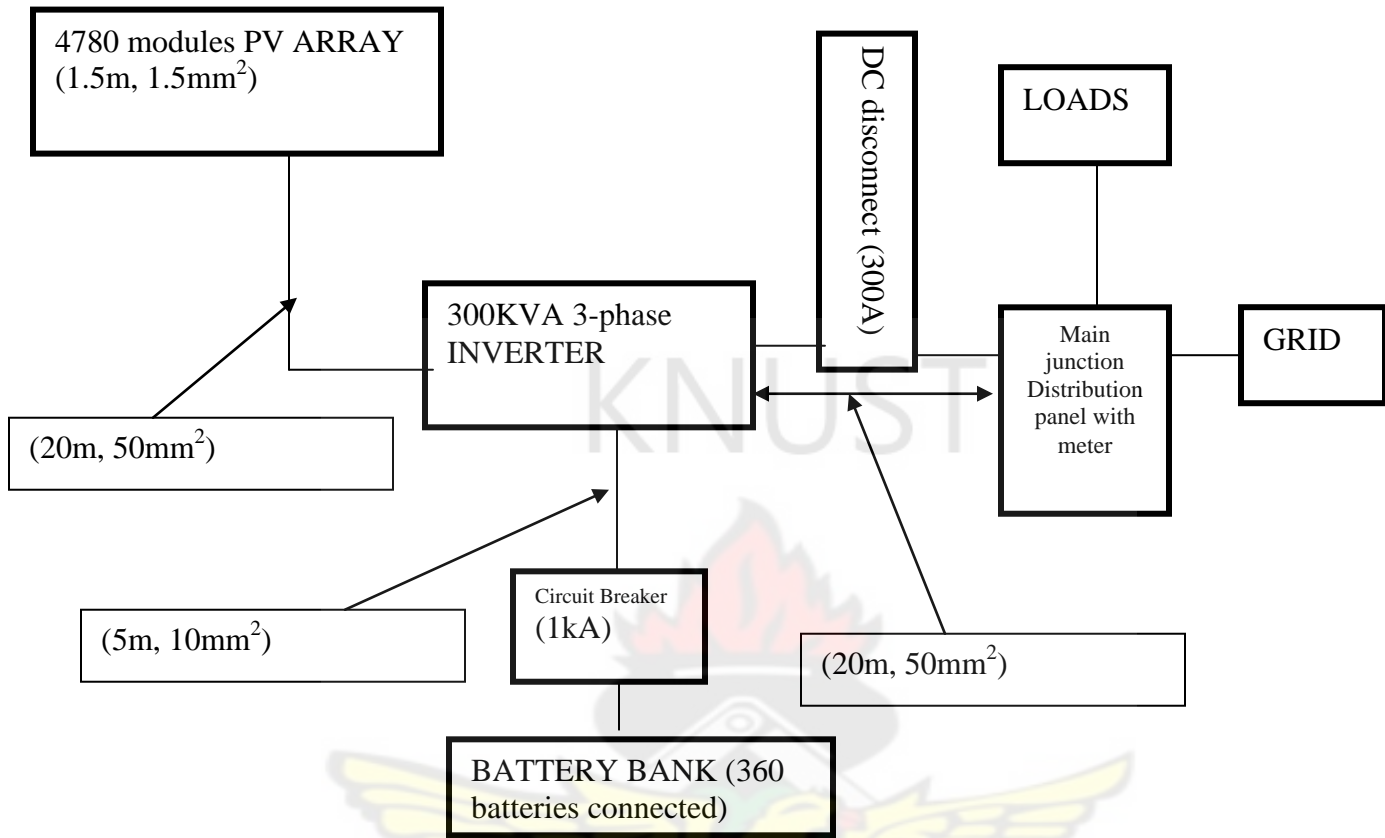 4780 modules PV ARRAY
(1.5m, 1.5mm²)
DC disconnect (300A)
LOADS
300KVA 3-phase
INVERTER
Main
junction
Distribution
panel with
meter
GRID
KNUST
(20m, 50mm²)
Circuit Breaker
(1kA)
(5m, 10mm²)
(20m, 50mm²)
BATTERY BANK (360
batteries connected)